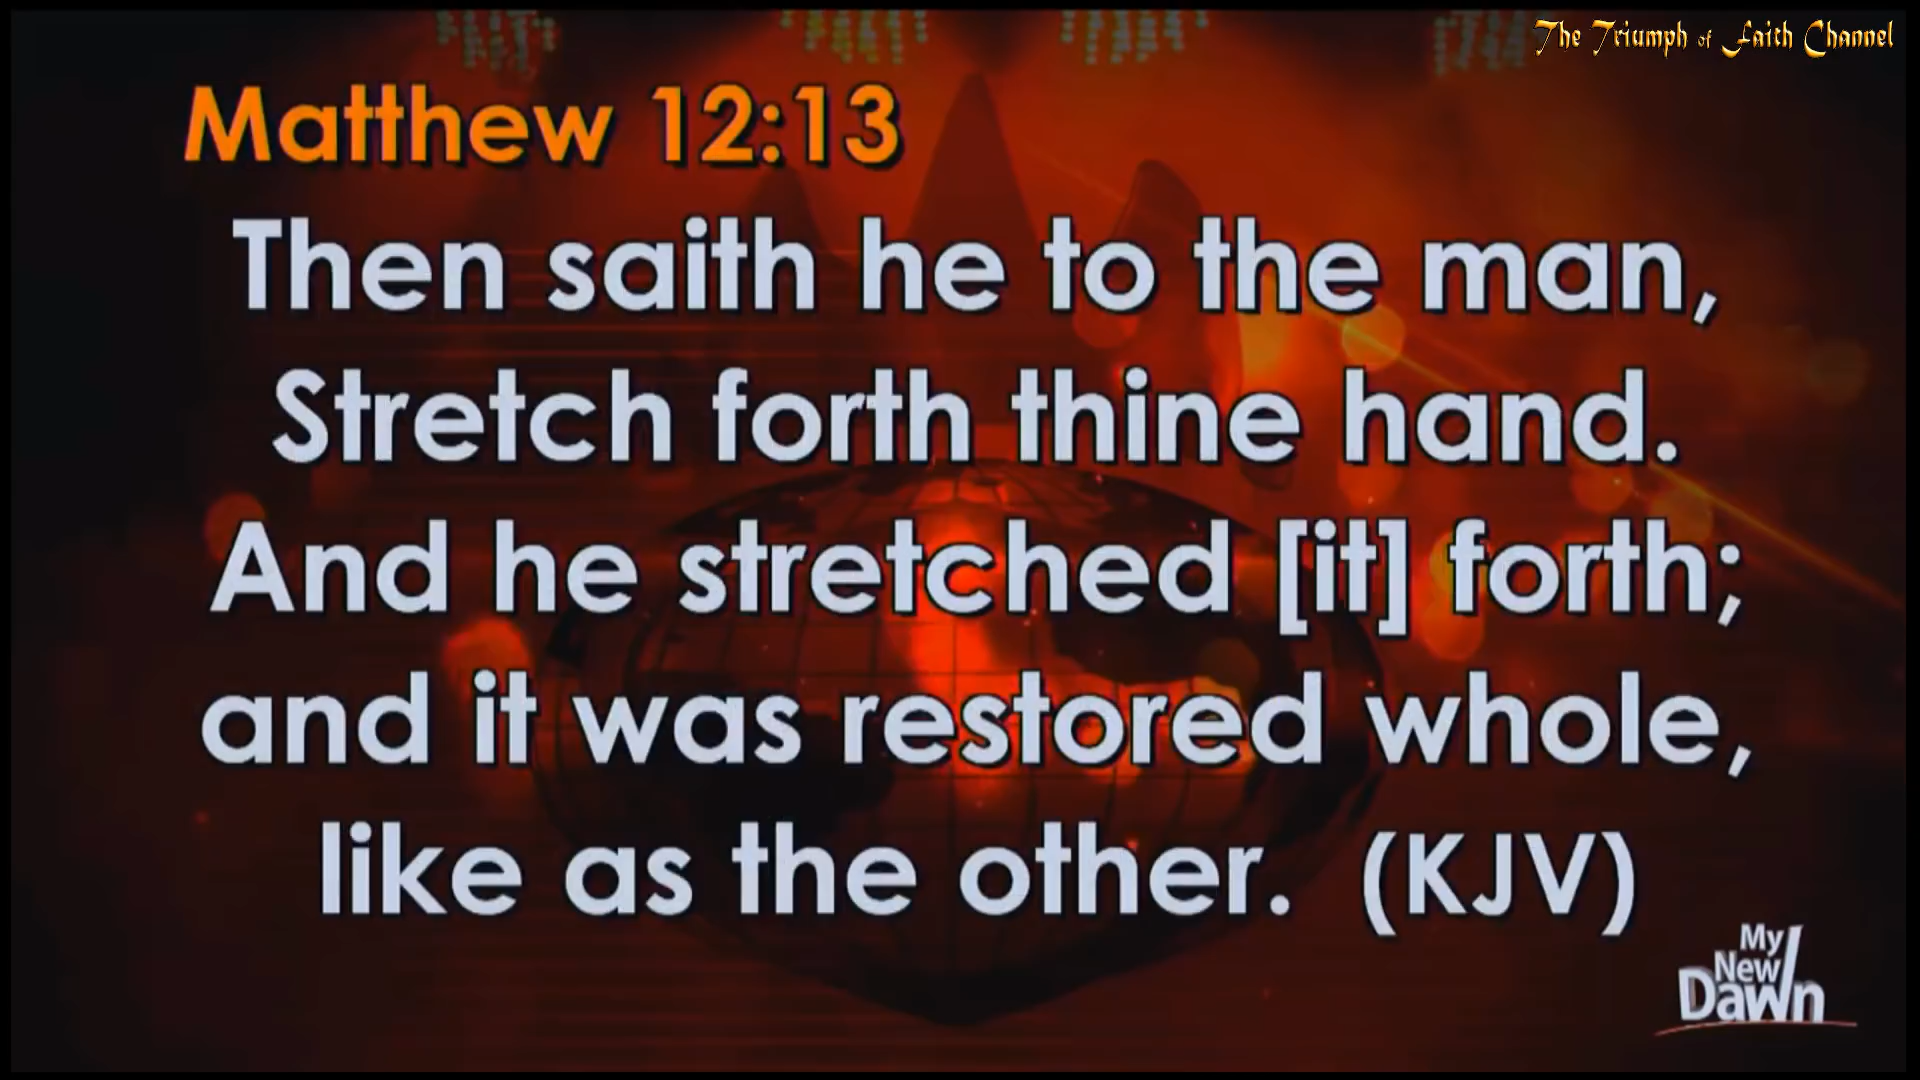 The Triumph of Faith Channel
Matthew 12:13
Then saith he to the man,
Stretch forth thine hand.
And he stretched [it] forth;
and it was restored whole,
like as the other. (KJV)
My
New
Dawn